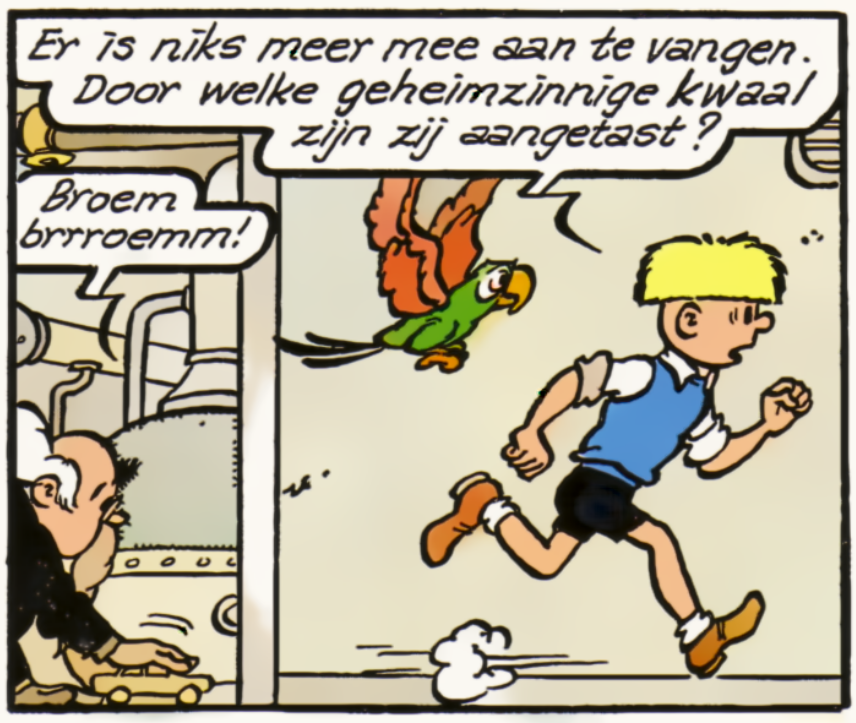 Er is niks meer mee aan te vangen.
Door welke geheimzinnige kwaal
zijn zij aangetast?
Broem
brrroemm!